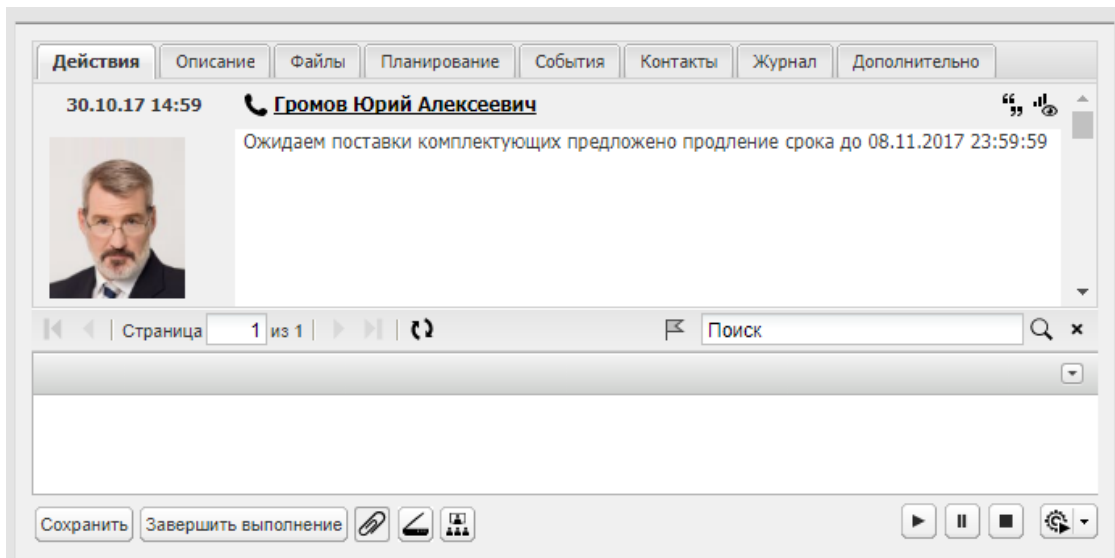 Действия Описание Файлы Планирование События Контакты Журнал Дополнительно
30.10.17 14:59 Громов Юрий Алексеевич
Ожидаем поставки комплектующих предложено продление срока до 08.11.2017 23:59:59
Страница 1 из 1 Поиск
Сохранить Завершить выполнение